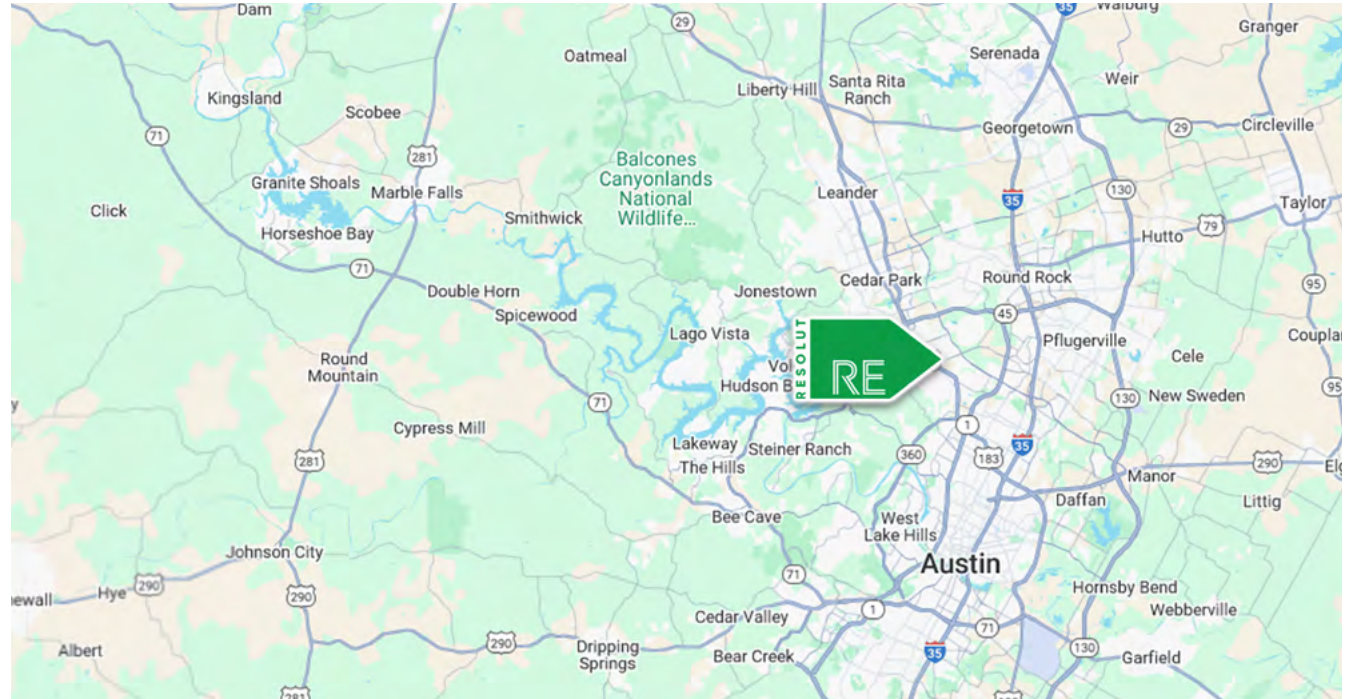 Dam
35
Walburg
29
Granger
Oatmeal
Serenada
Weir
Kingsland
Liberty Hill
Santa Rita
Ranch
Scobee
71
Georgetown
29
Circleville
281
Balcones
Canyonlands
National
Wildlife...
Granite Shoals
Marble Falls
Leander
35
130
Taylor
Click
Smithwick
Horseshoe Bay
Hutto
79
71
Cedar Park
Round Rock
95
Double Horn
Jonestown
Spicewood
45
Lago Vista
RESOLUT
RE
Pflugerville
Cele
Round
Mountain
Hudson B
95
71
130
New Sweden
Cypress Mill
1
Lakeway
Steiner Ranch
360
35
The Hills
183
281
Manor
290
Daffan
Littig
Bee Cave
West
Lake Hills
Johnson City
Austin
71
290
Hye
290
Hornsby Bend
Cedar Valley
1
Webberville
71
290
Dripping
Springs
Albert
Bear Creek
35
130
Garfield
281